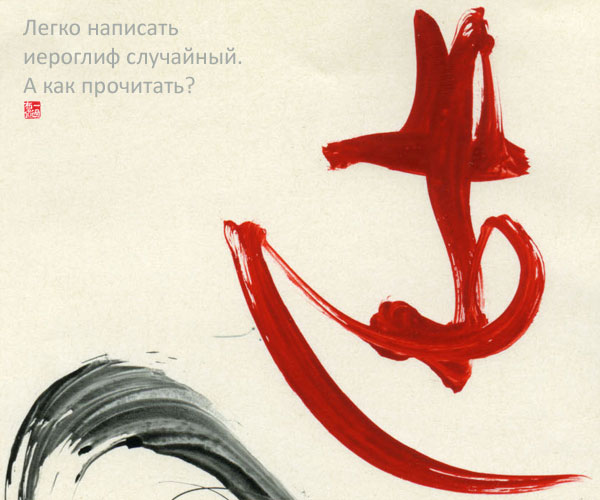 Легко написать
иероглиф случайный.
А как прочитать?